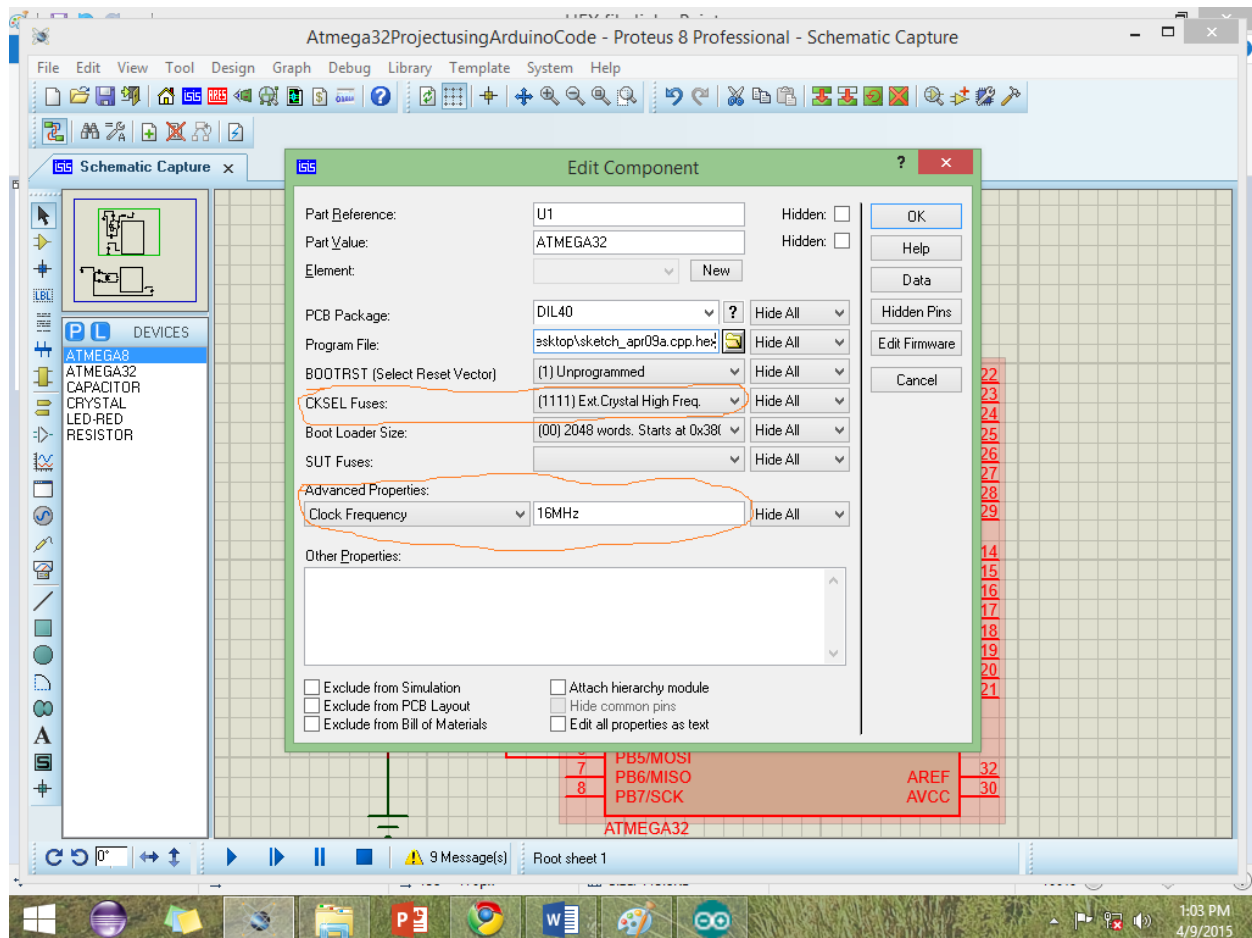 Atmega32ProjectusingArduinoCode - Proteus 8 Professional - Schematic Capture
File Edit View Tool Design Graph Debug Library Template System Help
Schematic Capture x
Edit Component
Part Reference: U1 Hidden: OK
Part Value: ATMEGA32 Hidden: Help
Element: New Data
PCB Package: DIL40 ? Hide All Hidden Pins
Program File: esktop\sketch_apr09a.cpp.hex Hide All Edit Firmware
BOOTRST (Select Reset Vector) (1) Unprogrammed Hide All Cancel
CKSEL Fuses: (1111) Ext.Crystal High Freq. Hide All
Boot Loader Size: (00) 2048 words. Starts at 0x380 Hide All
SUT Fuses: Hide All
Advanced Properties:
Clock Frequency 16MHz Hide All
Other Properties:
Exclude from Simulation Attach hierarchy module
Exclude from PCB Layout Hide common pins
Exclude from Bill of Materials Edit all properties as text
P L DEVICES
ATMEGA8
ATMEGA32
CAPACITOR
CRYSTAL
LED-RED
RESISTOR
LBL
A
S
22
23
24
25
26
27
28
29
14
15
16
17
18
19
20
21
PB5/MOSI
7 PB6/MISO AREF 32
8 PB7/SCK AVCC 30
ATMEGA32
0° 9 Message(s) Root sheet 1
1:03 PM
4/9/2015